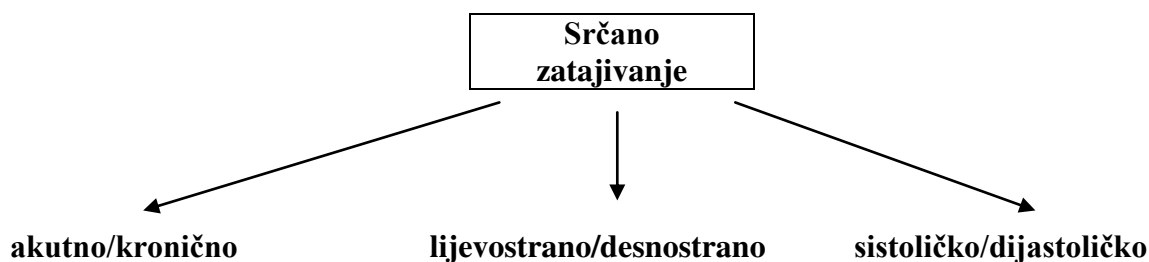 Srčano
zatajivanje
akutno/kronično
lijevostrano/desnostrano
sistoličko/dijastoličko